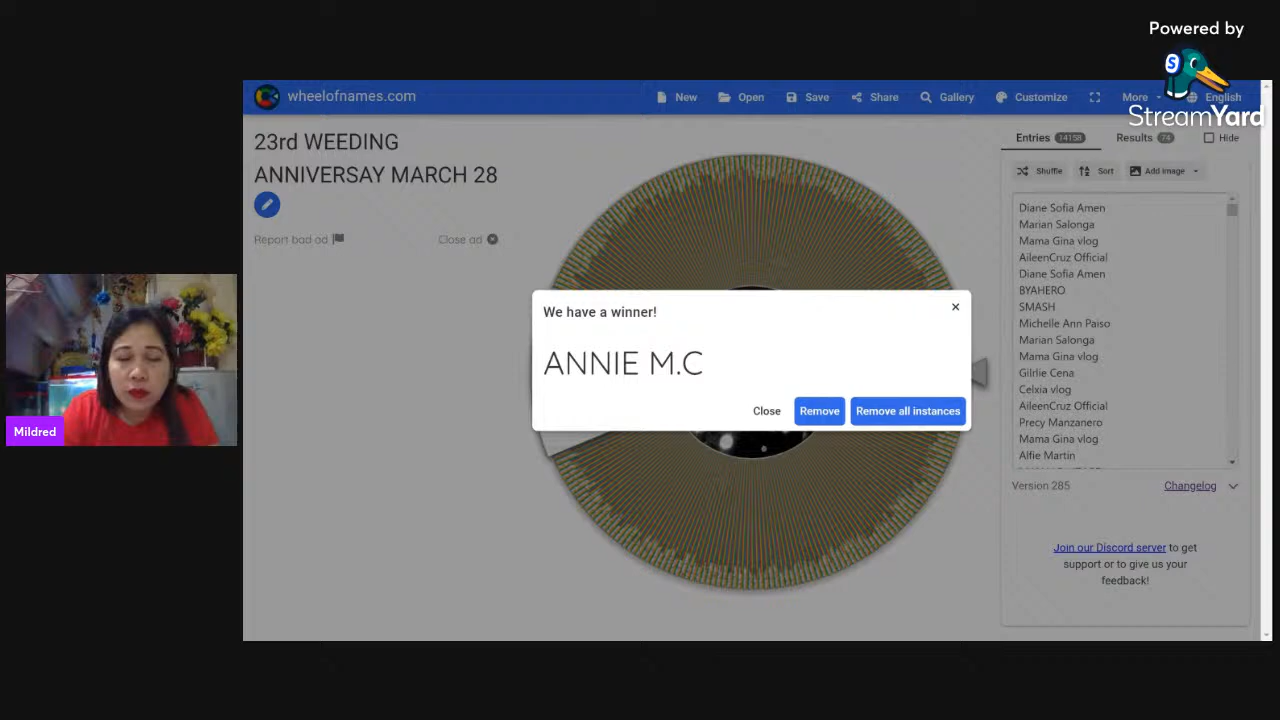 Powered by
StreamYard
wheelofnames.com
New
Open
Save
Share
Gallery
Customize
More
English
23rd WEEDING
ANNIVERSAY MARCH 28
Report bad ad
Close ad
Entries 14158
Results 74
Hide
Shuffle
Sort
Add image
Diane Sofia Amen
Marian Salonga
Mama Gina vlog
AileenCruz Official
Diane Sofia Amen
BYAHERO
SMASH
Michelle Ann Paiso
Marian Salonga
Mama Gina vlog
Gilrlie Cena
Celxia vlog
AileenCruz Official
Precy Manzanero
Mama Gina vlog
Alfie Martin
Version 285
Changelog
Join our Discord server to get
support or to give us your
feedback!
We have a winner!
ANNIE M.C
Close
Remove
Remove all instances
Mildred